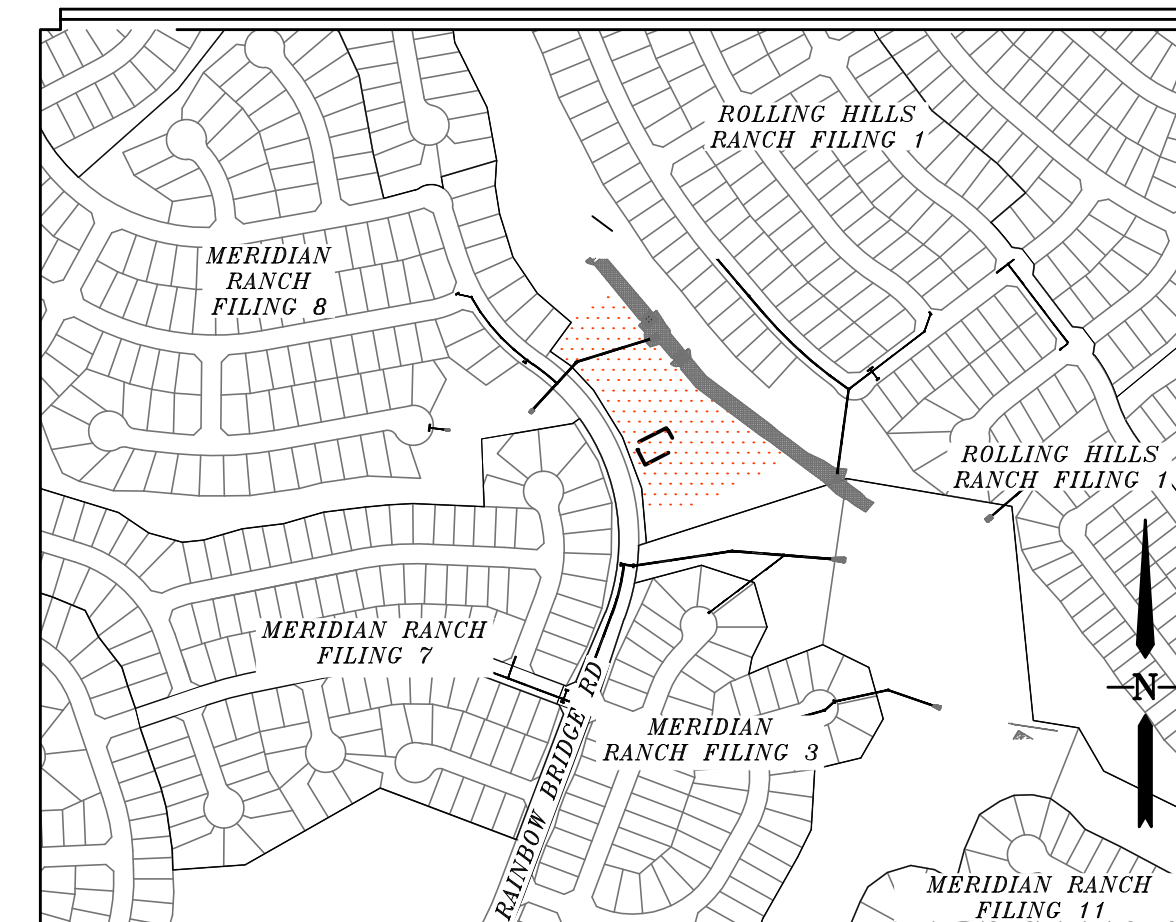 ROLLING HILLS
RANCH FILING 1
MERIDIAN
RANCH
FILING 8
ROLLING HILLS
RANCH FILING 1
MERIDIAN RANCH
FILING 7
N
RAINBOW BRIDGE RD
MERIDIAN
RANCH FILING 3
MERIDIAN RANCH
FILING 11